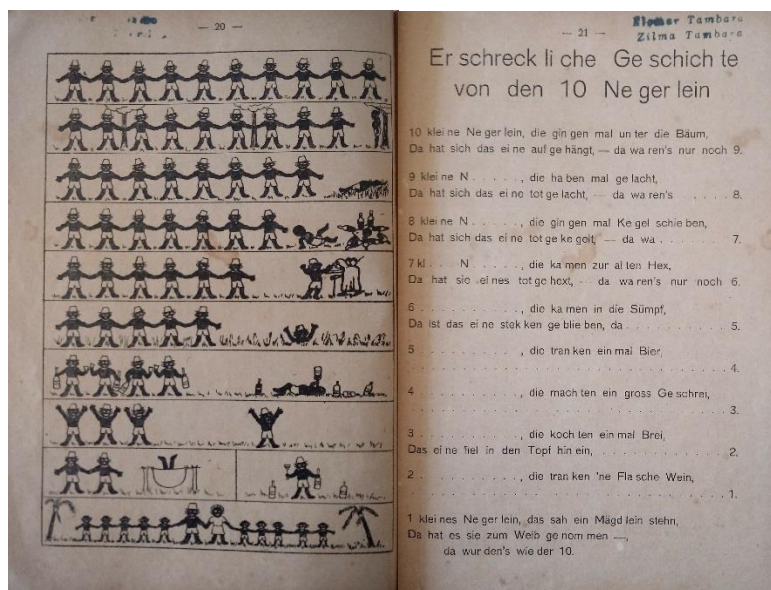 — 20 —
— 21 —
Tambara
Zilma Tambara
Er schreck li che Ge schich te
von den 10 Ne ger lein
10 klei ne Ne ger lein, die gin gen mal un ter die Bäum,
Da hat sich das ei ne auf ge hängt, — da wa ren's nur noch 9.
9 klei ne N . . . . . , die ha ben mal ge lacht,
Da hat sich das ei ne tot ge lacht, — da wa ren's . . . . 8.
8 klei ne N . . . . . , die gin gen mal Ke gel schie ben,
Da hat sich das ei ne tot ge ke gelt, — da wa . . . . . . . 7.
7 kl . . N . . . . . , die ka men zur al ten Hex,
Da hat sie ei nes tot ge hext, — da wa ren's nur noch 6.
6 . . . . . . . . . . , die ka men in die Sümpf,
Da ist das ei ne stek ken ge blie ben, da . . . . . . . . . . 5.
5 . . . . . . . . . . , die tran ken ein mal Bier,
. . . . . . . . . . . . . . . . . . . . . . . . . . . . . . 4.
4 . . . . . . . . . . , die mach ten ein gross Ge schrei,
. . . . . . . . . . . . . . . . . . . . . . . . . . . . . . 3.
3 . . . . . . . . . . , die koch ten ein mal Brei,
Das ei ne fiel in den Topf hin ein, . . . . . . . . . . . . . 2.
2 . . . . . . . . . . , die tran ken 'ne Fla sche Wein,
. . . . . . . . . . . . . . . . . . . . . . . . . . . . . . 1.
1 klei nes Ne ger lein, das sah ein Mägd lein stehn,
Da hat es sie zum Weib ge nom men —,
da wur den's wie der 10.